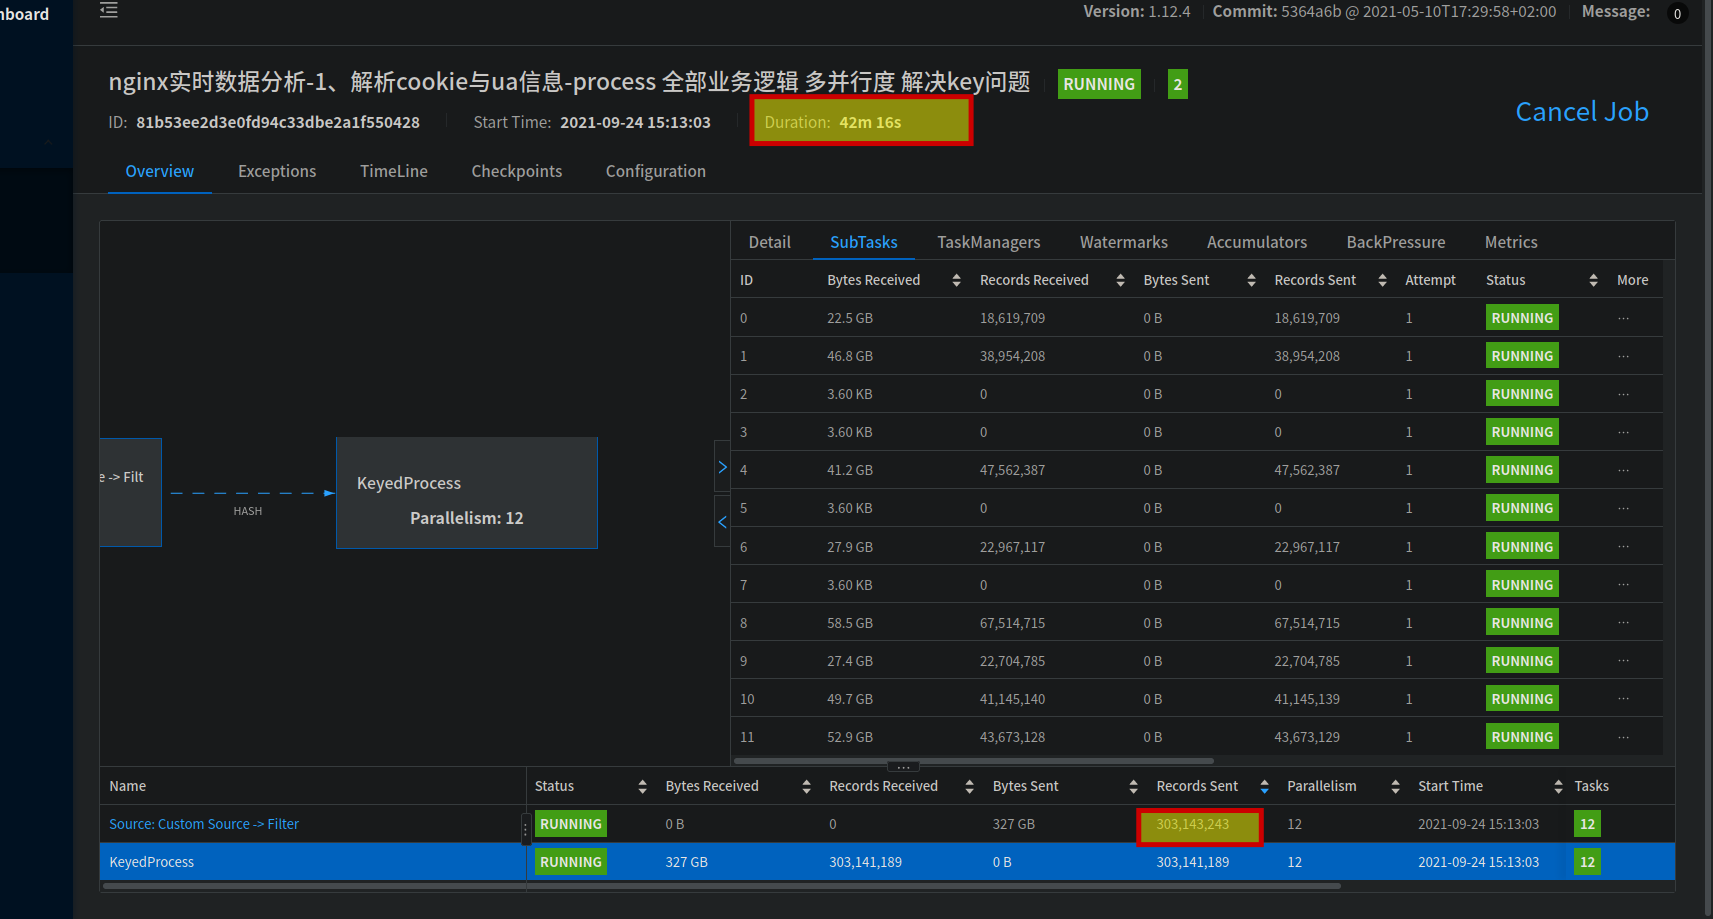 nboard
Version: 1.12.4 Commit: 5364a6b @ 2021-05-10T17:29:58+02:00 Message: 0
nginx实时数据分析-1、解析cookie与ua信息-process 全部业务逻辑 多并行度 解决key问题 RUNNING 2
ID: 81b53ee2d3e0fd94c33dbe2a1f550428 Start Time: 2021-09-24 15:13:03 Duration: 42m 16s
Cancel Job
Overview Exceptions TimeLine Checkpoints Configuration
e -> Filt
HASH
KeyedProcess
Parallelism: 12
Detail SubTasks TaskManagers Watermarks Accumulators BackPressure Metrics
ID Bytes Received Records Received Bytes Sent Records Sent Attempt Status More
0 22.5 GB 18,619,709 0 B 18,619,709 1 RUNNING ...
1 46.8 GB 38,954,208 0 B 38,954,208 1 RUNNING ...
2 3.60 KB 0 0 B 0 1 RUNNING ...
3 3.60 KB 0 0 B 0 1 RUNNING ...
4 41.2 GB 47,562,387 0 B 47,562,387 1 RUNNING ...
5 3.60 KB 0 0 B 0 1 RUNNING ...
6 27.9 GB 22,967,117 0 B 22,967,117 1 RUNNING ...
7 3.60 KB 0 0 B 0 1 RUNNING ...
8 58.5 GB 67,514,715 0 B 67,514,715 1 RUNNING ...
9 27.4 GB 22,704,785 0 B 22,704,785 1 RUNNING ...
10 49.7 GB 41,145,140 0 B 41,145,139 1 RUNNING ...
11 52.9 GB 43,673,128 0 B 43,673,129 1 RUNNING ...
Name Status Bytes Received Records Received Bytes Sent Records Sent Parallelism Start Time Tasks
Source: Custom Source -> Filter RUNNING 0 B 0 327 GB 303,143,243 12 2021-09-24 15:13:03 12
KeyedProcess RUNNING 327 GB 303,141,189 0 B 303,141,189 12 2021-09-24 15:13:03 12